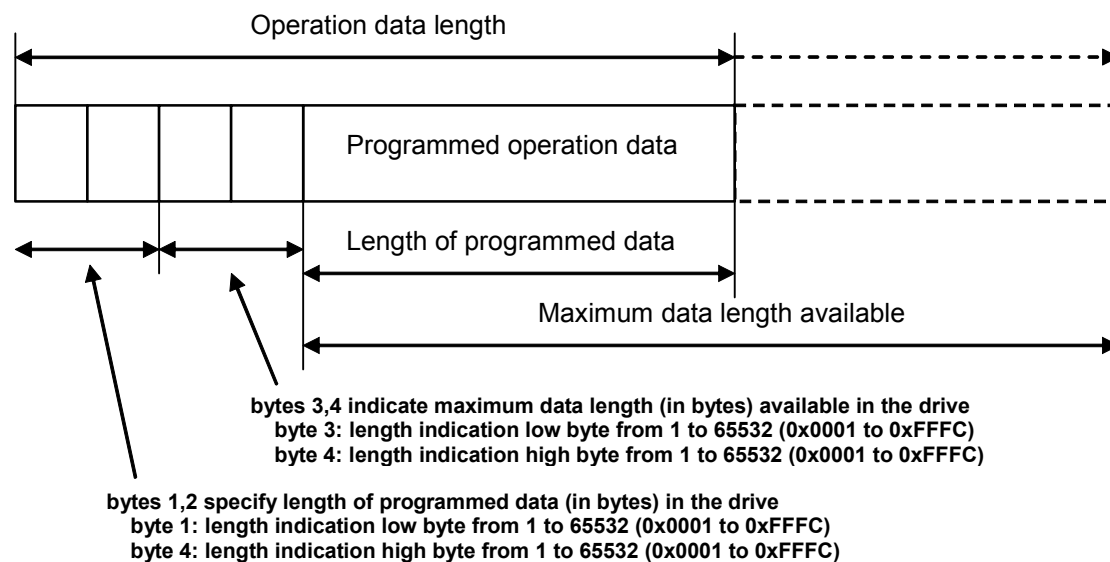 Operation data length
Programmed operation data
Length of programmed data
Maximum data length available
bytes 3,4 indicate maximum data length (in bytes) available in the drive
byte 3: length indication low byte from 1 to 65532 (0x0001 to 0xFFFC)
byte 4: length indication high byte from 1 to 65532 (0x0001 to 0xFFFC)
bytes 1,2 specify length of programmed data (in bytes) in the drive
byte 1: length indication low byte from 1 to 65532 (0x0001 to 0xFFFC)
byte 4: length indication high byte from 1 to 65532 (0x0001 to 0xFFFC)